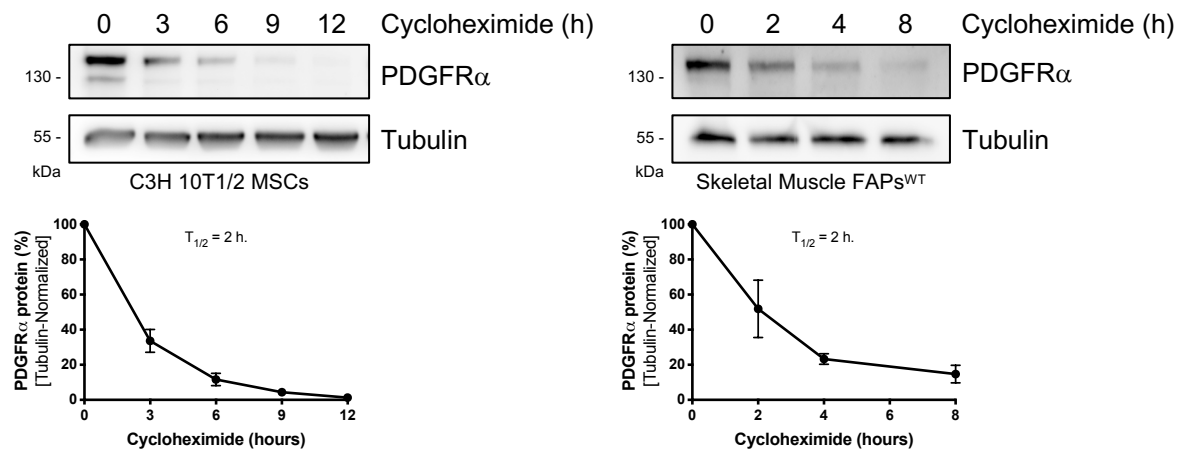 0 3 6 9 12 Cycloheximide (h)
130 -
PDGFRα
55 -
Tubulin
kDa
C3H 10T1/2 MSCs
100
80
60
40
20
0
PDGFRα protein (%)
[Tubulin-Normalized]
T1/2 = 2 h.
0 3 6 9 12
Cycloheximide (hours)
0 2 4 8 Cycloheximide (h)
130 -
PDGFRα
55 -
Tubulin
kDa
Skeletal Muscle FAPsWT
100
80
60
40
20
0
PDGFRα protein (%)
[Tubulin-Normalized]
T1/2 = 2 h.
0 2 4 6 8
Cycloheximide (hours)